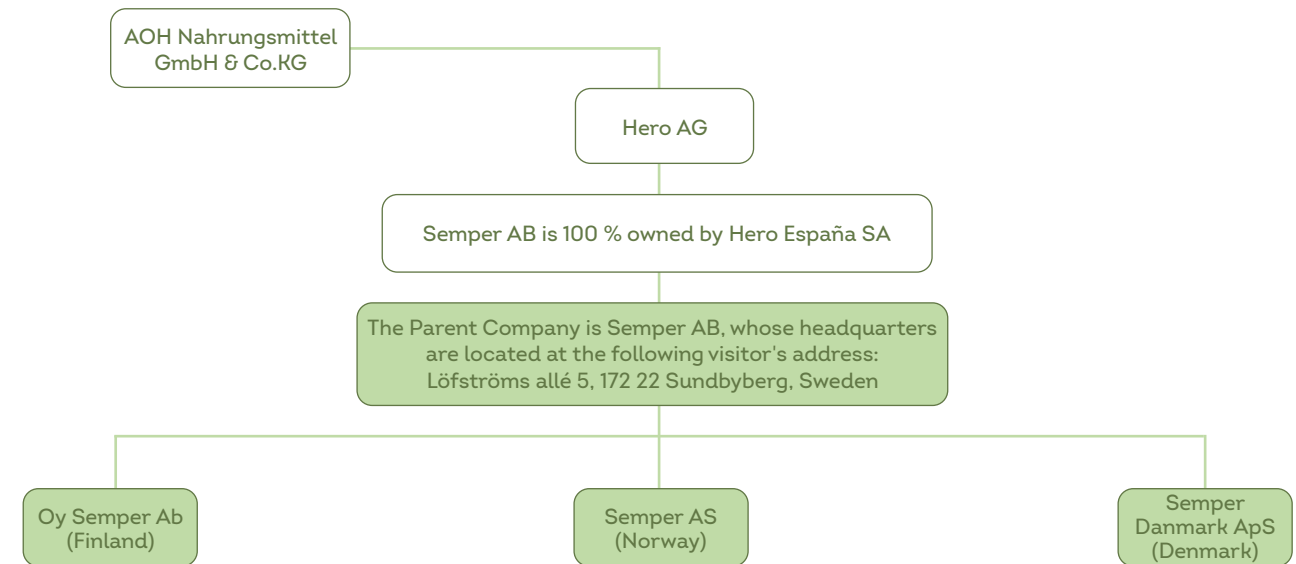 AOH Nahrungsmittel
GmbH & Co.KG
Hero AG
Semper AB is 100 % owned by Hero España SA
The Parent Company is Semper AB, whose headquarters
are located at the following visitor's address:
Löfströms allé 5, 172 22 Sundbyberg, Sweden
Oy Semper Ab
(Finland)
Semper AS
(Norway)
Semper
Danmark ApS
(Denmark)